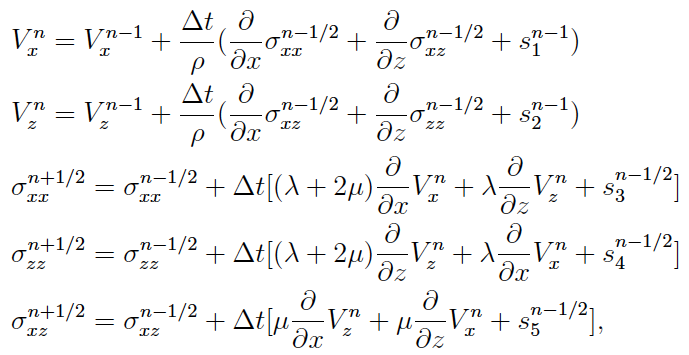 V_x^n = V_x^{n-1} + \frac{\Delta t}{\rho}(\frac{\partial}{\partial x}\sigma_{xx}^{n-1/2} + \frac{\partial}{\partial z}\sigma_{xz}^{n-1/2} + s_1^{n-1})
V_z^n = V_z^{n-1} + \frac{\Delta t}{\rho}(\frac{\partial}{\partial x}\sigma_{xz}^{n-1/2} + \frac{\partial}{\partial z}\sigma_{zz}^{n-1/2} + s_2^{n-1})
\sigma_{xx}^{n+1/2} = \sigma_{xx}^{n-1/2} + \Delta t[(\lambda + 2\mu)\frac{\partial}{\partial x}V_x^n + \lambda\frac{\partial}{\partial z}V_z^n + s_3^{n-1/2}]
\sigma_{zz}^{n+1/2} = \sigma_{zz}^{n-1/2} + \Delta t[(\lambda + 2\mu)\frac{\partial}{\partial z}V_z^n + \lambda\frac{\partial}{\partial x}V_x^n + s_4^{n-1/2}]
\sigma_{xz}^{n+1/2} = \sigma_{xz}^{n-1/2} + \Delta t[\mu\frac{\partial}{\partial x}V_z^n + \mu\frac{\partial}{\partial z}V_x^n + s_5^{n-1/2}],